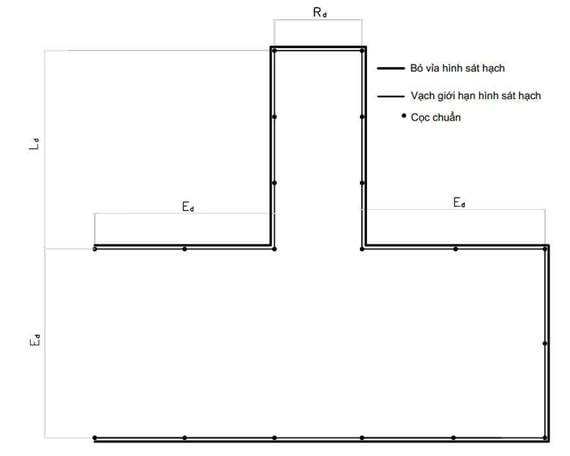 Rd
Bó vỉa hình sát hạch
Vạch giới hạn hình sát hạch
Cọc chuẩn
Ld
Ed
Ed
Ed